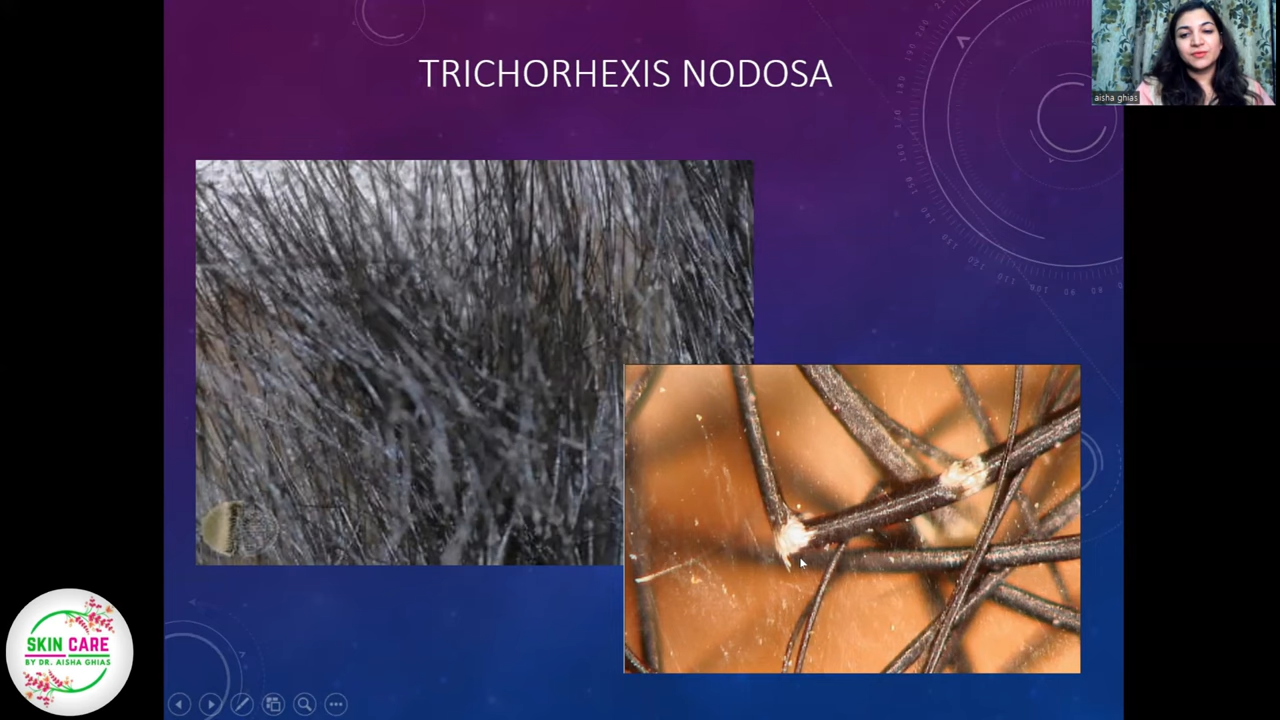 TRICHORHEXIS NODOSA
aisha ghias
SKIN CARE
BY DR. AISHA GHIAS